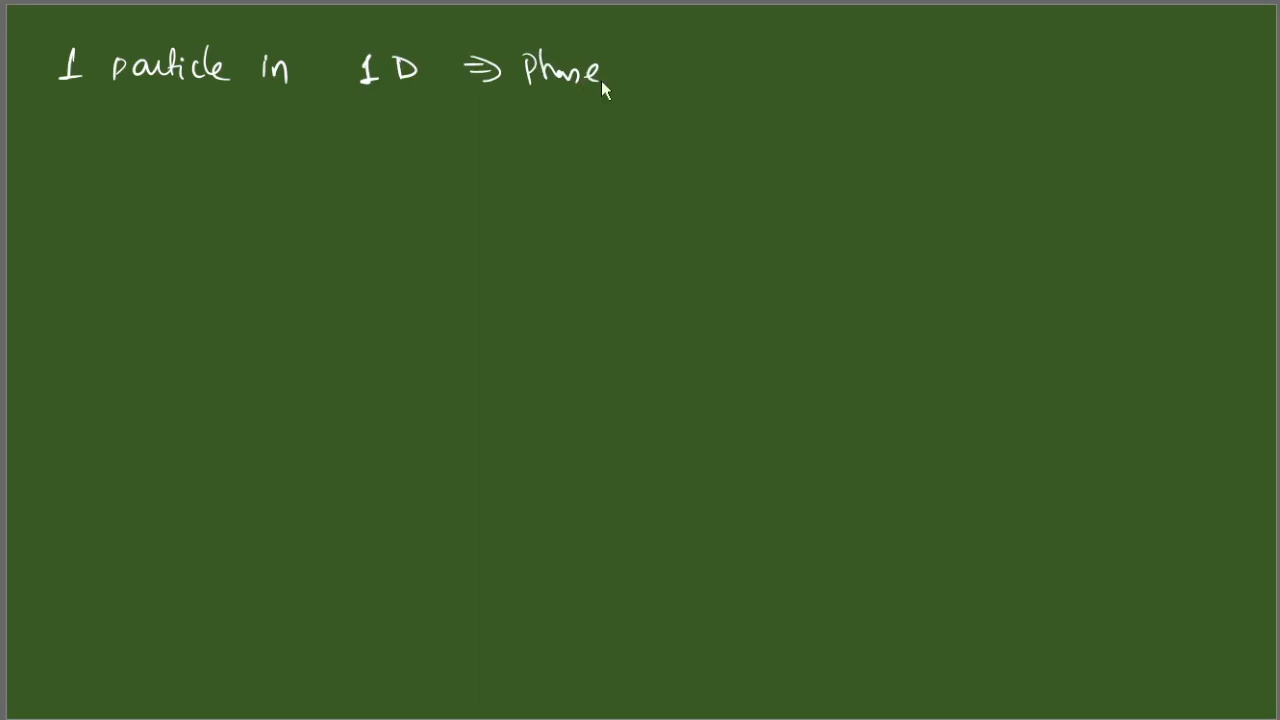 1 particle in 1D ⇒ Phase